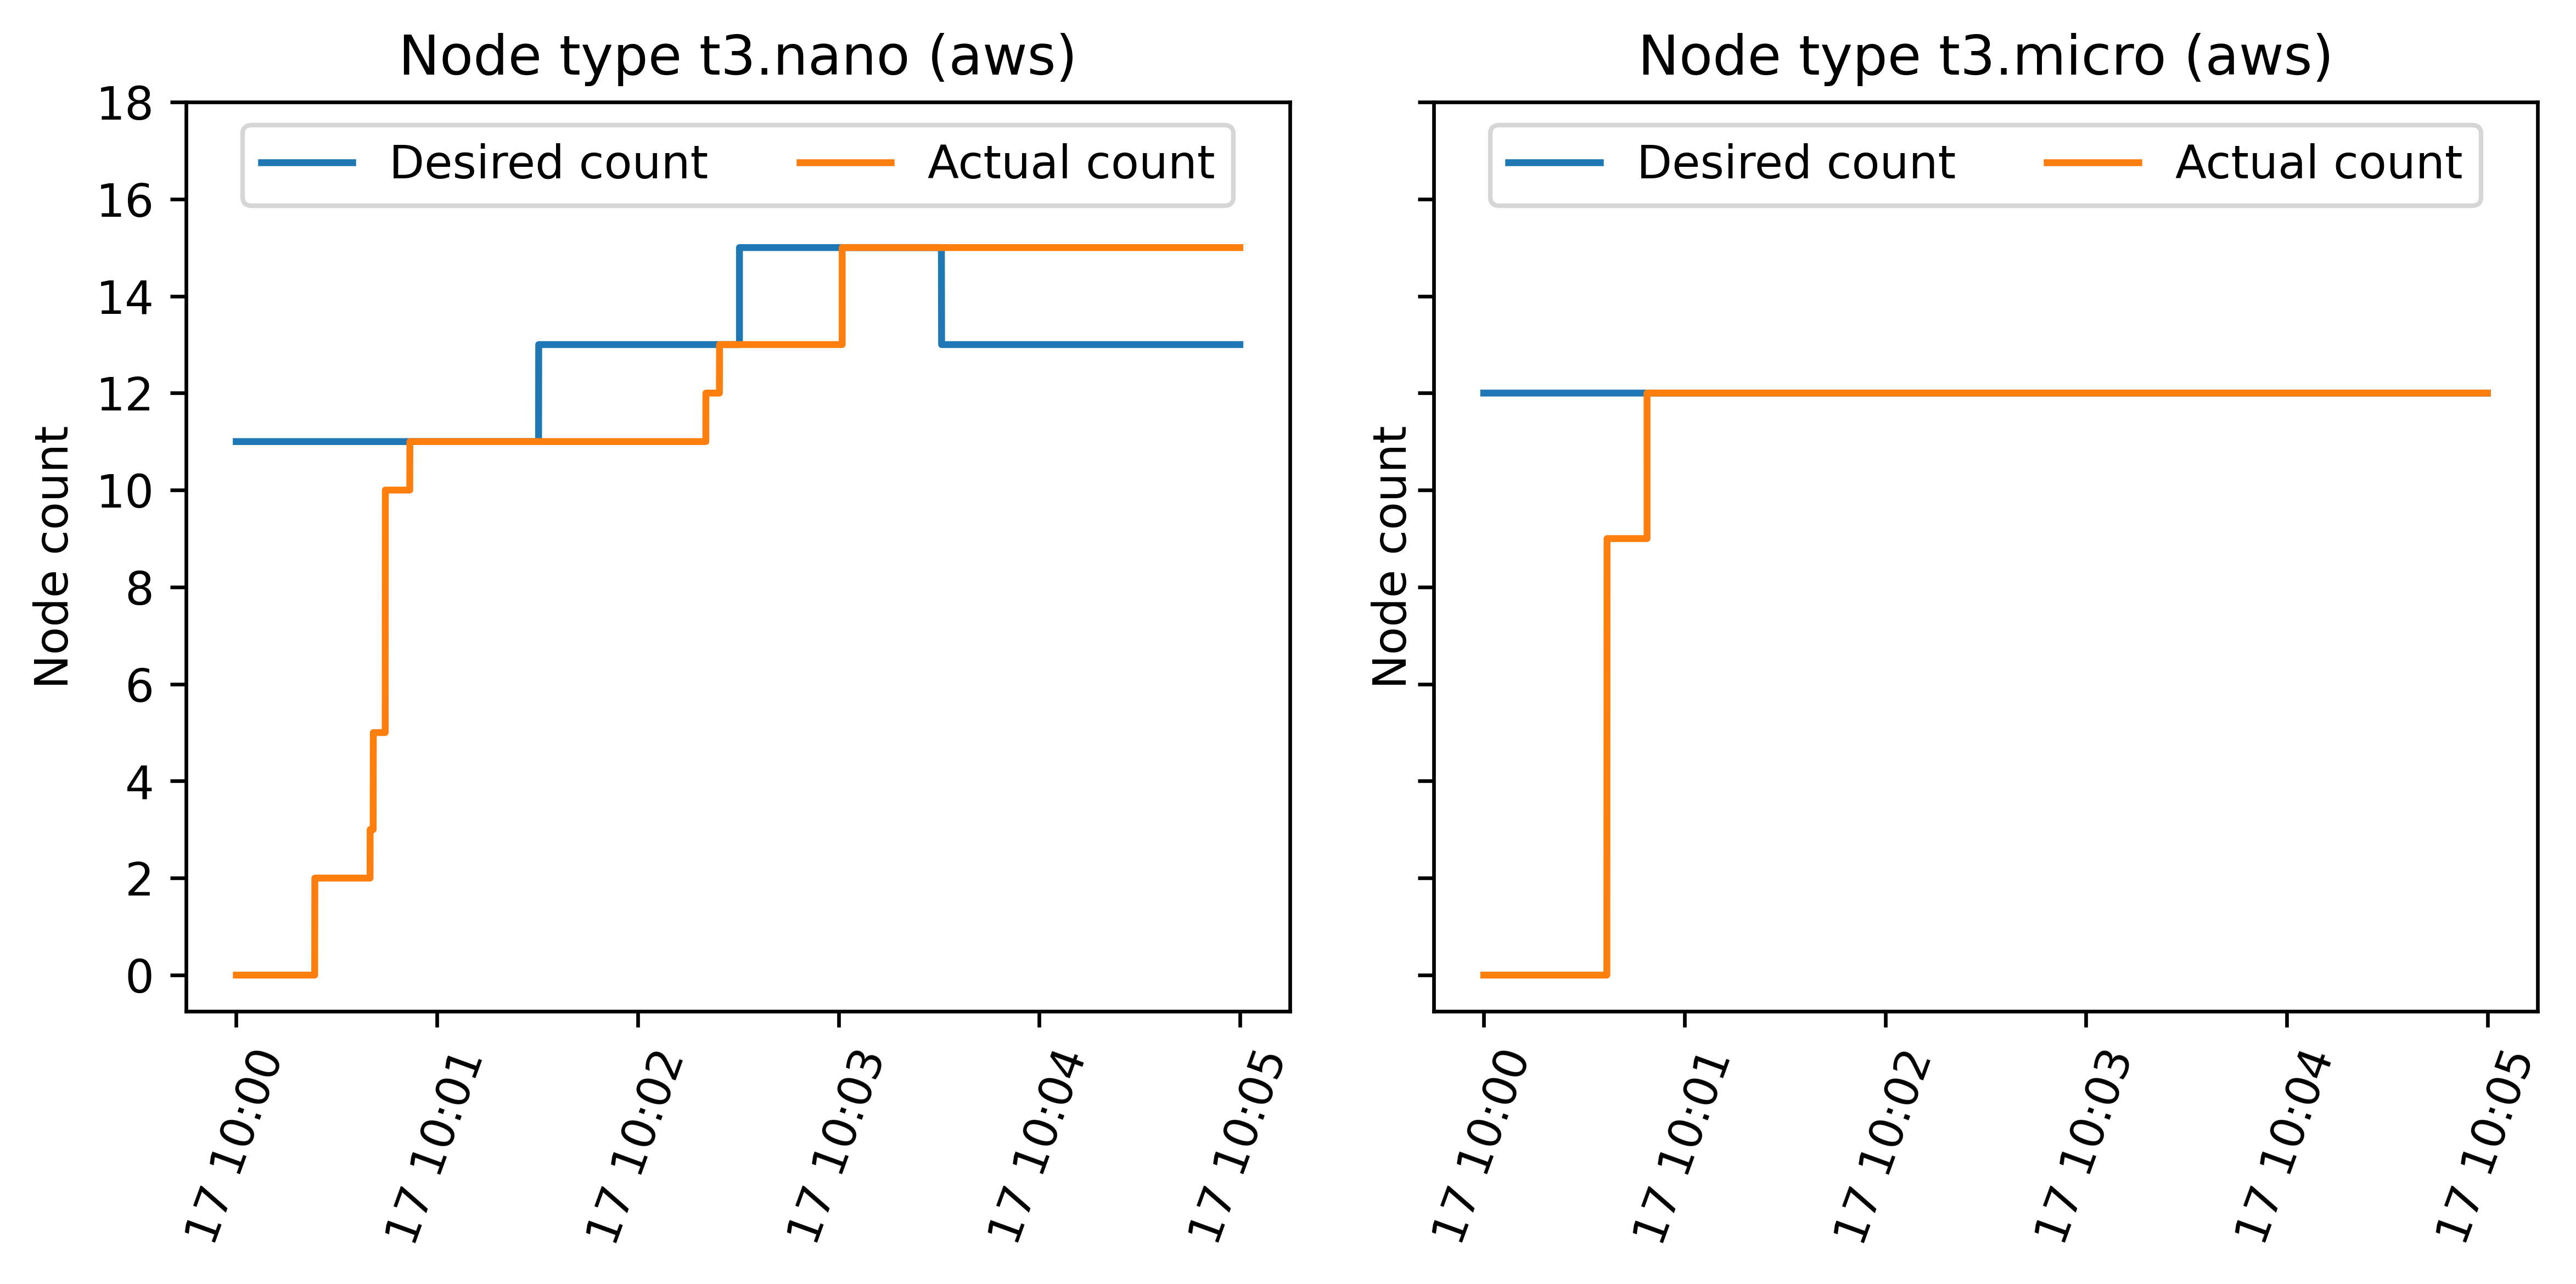 Node type t3.nano (aws)
Desired count
Actual count
Node count
18
16
14
12
10
8
6
4
2
0
17 10:00
17 10:01
17 10:02
17 10:03
17 10:04
17 10:05
Node type t3.micro (aws)
Desired count
Actual count
Node count
17 10:00
17 10:01
17 10:02
17 10:03
17 10:04
17 10:05